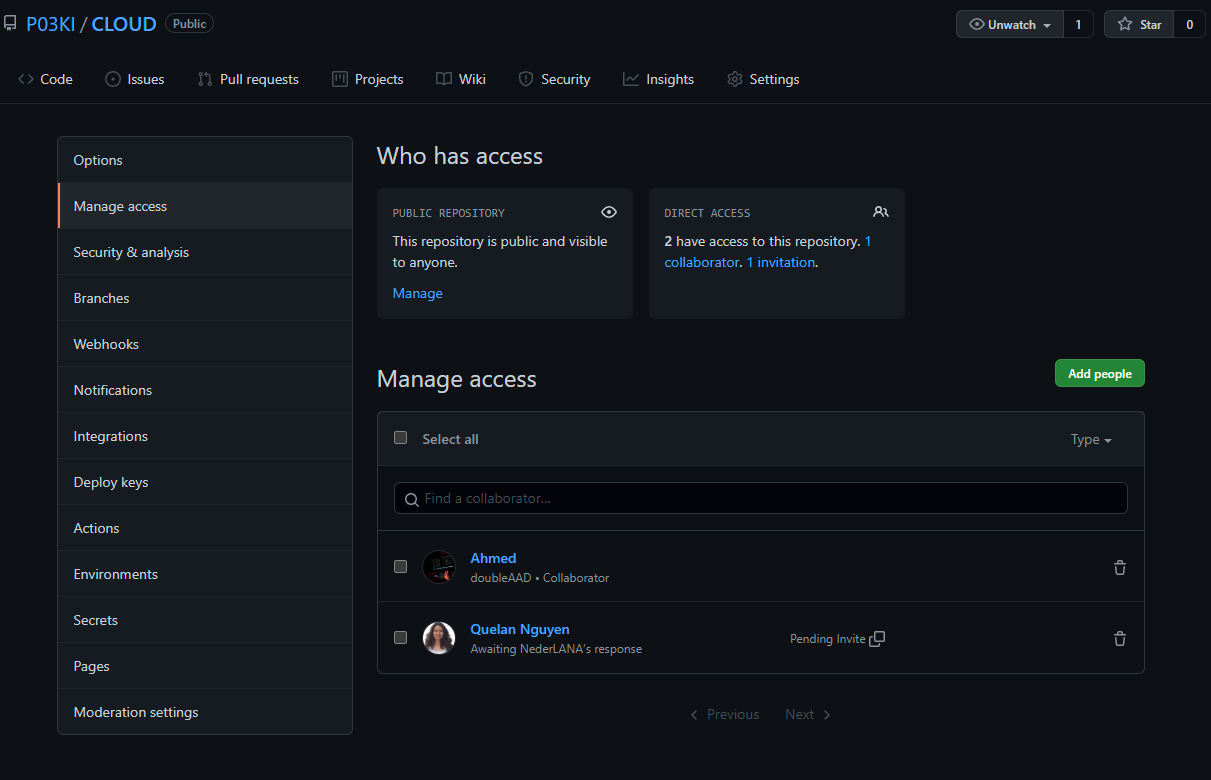 P03KI / CLOUD Public
Unwatch 1 Star 0
Code Issues Pull requests Projects Wiki Security Insights Settings
Options
Manage access
Security & analysis
Branches
Webhooks
Notifications
Integrations
Deploy keys
Actions
Environments
Secrets
Pages
Moderation settings
Who has access
PUBLIC REPOSITORY
This repository is public and visible
to anyone.
Manage
DIRECT ACCESS
2 have access to this repository. 1
collaborator. 1 invitation.
Manage access
Add people
Select all
Type
Find a collaborator...
Ahmed
doubleAAD • Collaborator
Quelan Nguyen
Awaiting NederLANA's response
Pending Invite
Previous Next